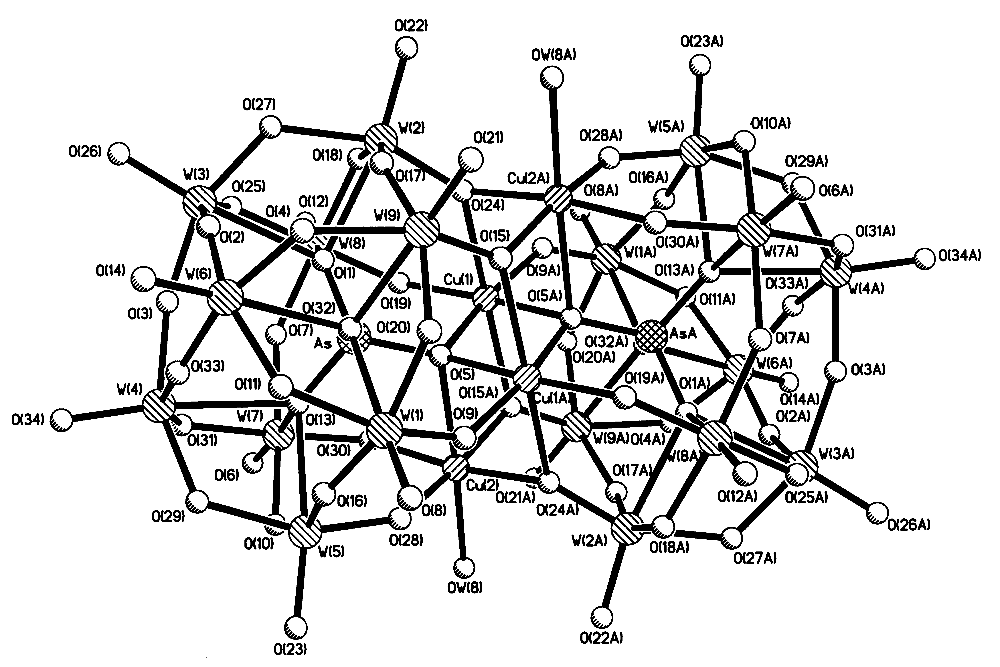 O(22)
O(23A)
OW(8A)
O(27)
O(10A)
W(2)
W(5A)
O(21)
O(28A)
O(26)
O(18)
O(29A)
W(3)
O(17)
Cu(2A)
O(16A)
O(25)
O(8A)
O(6A)
O(12)
O(24)
O(4)
W(9)
O(31A)
O(15)
O(2)
W(8)
O(30A)
W(1A)
W(7A)
O(34A)
O(14)
W(6)
O(1)
O(9A)
O(13A)
Cu(1)
O(33A)
W(4A)
O(5A)
O(11A)
O(3)
O(32)
O(19)
O(7)
O(20)
As
O(32A)
AsA
O(7A)
O(20A)
O(33)
W(6A)
O(5)
O(3A)
O(11)
O(19A)
O(1A)
W(4)
O(15A)
Cu(1A)
O(14A)
O(34)
W(7)
O(13)
W(1)
O(9)
O(2A)
O(31)
O(30)
W(9A)
O(4A)
W(8A)
W(3A)
O(6)
O(17A)
Cu(2)
O(16)
O(21A)
O(12A)
O(25A)
O(29)
O(8)
O(24A)
O(26A)
O(10)
O(28)
W(5)
W(2A)
O(18A)
O(27A)
OW(8)
O(22A)
O(23)